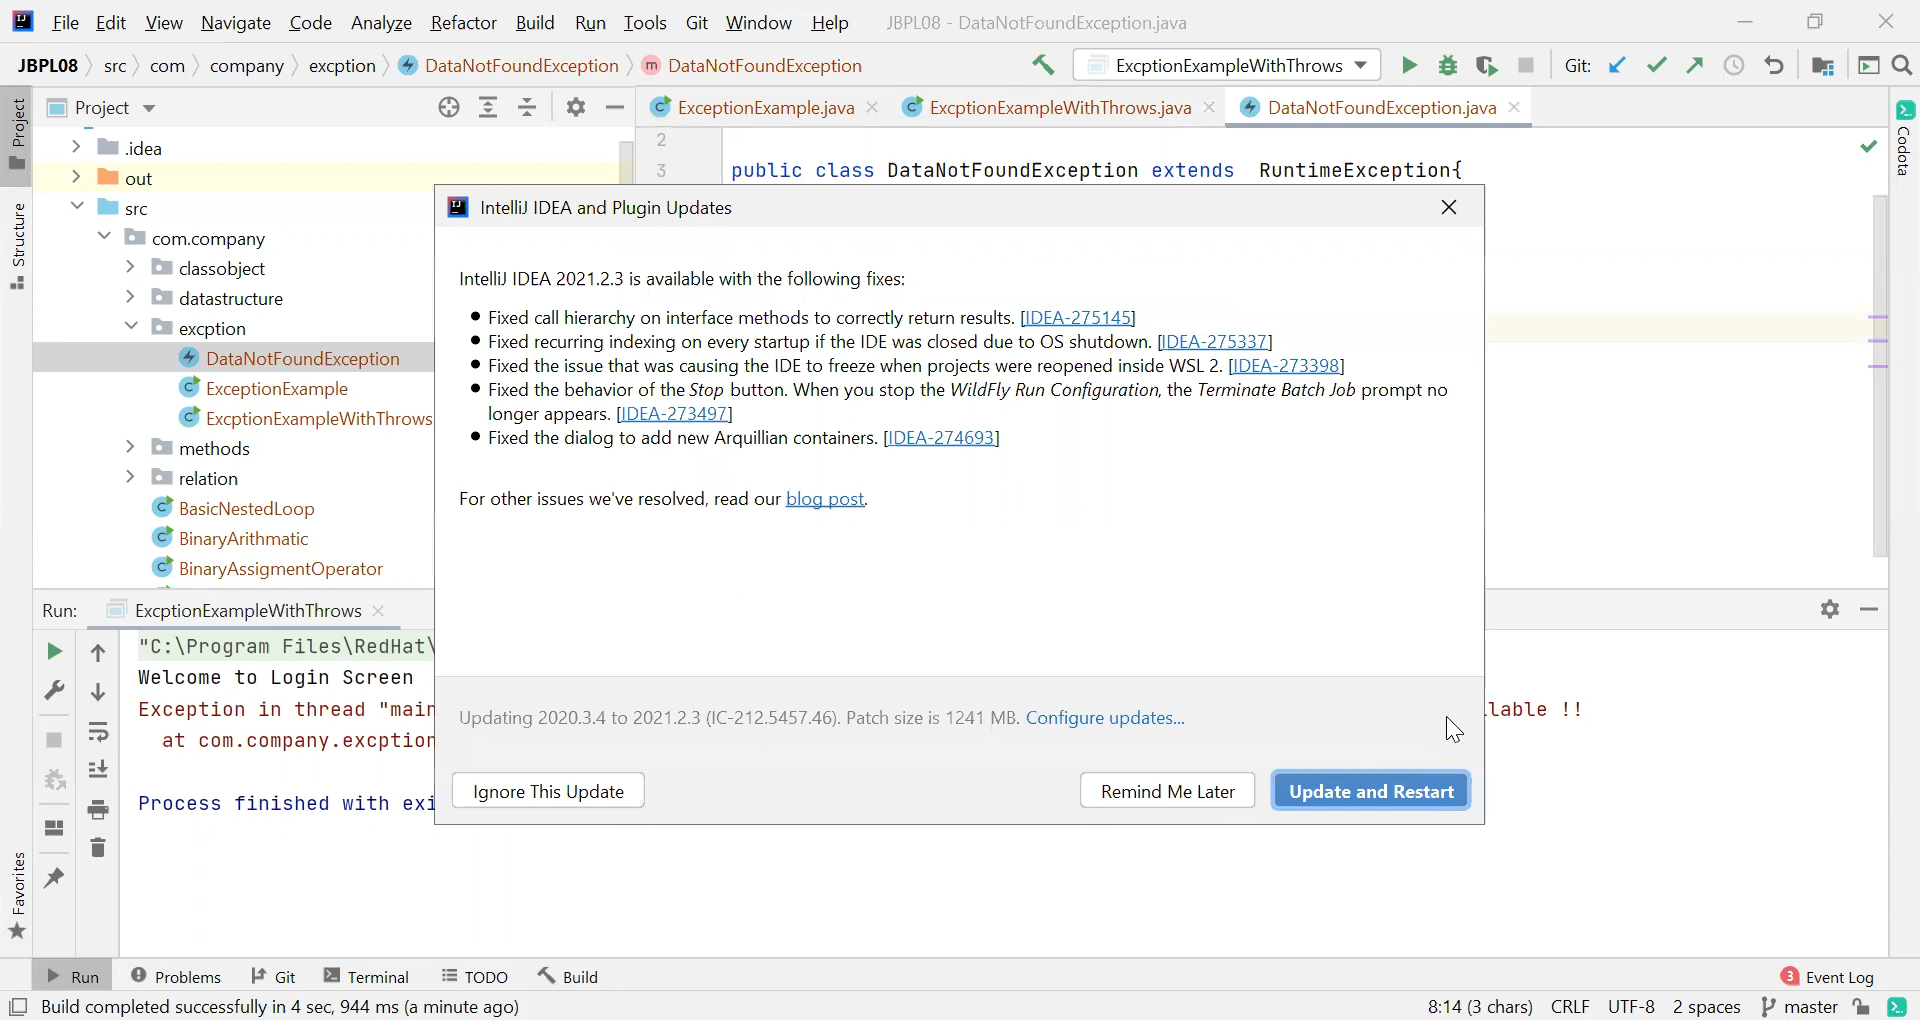 File Edit View Navigate Code Analyze Refactor Build Run Tools Git Window Help JBPL08 - DataNotFoundException.java
JBPL08 src com company excption DataNotFoundException m DataNotFoundException ExcptionExampleWithThrows Git:
Project ExceptionExample.java ExcptionExampleWithThrows.java DataNotFoundException.java
Project
Structure
Favorites
Codota
.idea
out
src
com.company
classobject
datastructure
excption
DataNotFoundException
ExceptionExample
ExcptionExampleWithThrows
methods
relation
BasicNestedLoop
BinaryArithmatic
BinaryAssigmentOperator
2
3 public class DataNotFoundException extends RuntimeException{
IntelliJ IDEA and Plugin Updates
IntelliJ IDEA 2021.2.3 is available with the following fixes:
● Fixed call hierarchy on interface methods to correctly return results. [IDEA-275145]
● Fixed recurring indexing on every startup if the IDE was closed due to OS shutdown. [IDEA-275337]
● Fixed the issue that was causing the IDE to freeze when projects were reopened inside WSL 2. [IDEA-273398]
● Fixed the behavior of the Stop button. When you stop the WildFly Run Configuration, the Terminate Batch Job prompt no
longer appears. [IDEA-273497]
● Fixed the dialog to add new Arquillian containers. [IDEA-274693]
For other issues we've resolved, read our blog post.
Updating 2020.3.4 to 2021.2.3 (IC-212.5457.46). Patch size is 1241 MB. Configure updates...
Ignore This Update Remind Me Later Update and Restart
Run: ExcptionExampleWithThrows
"C:\Program Files\RedHat\
Welcome to Login Screen
Exception in thread "main lable !!
at com.company.excption
Process finished with exi
Run Problems Git Terminal TODO Build 3 Event Log
Build completed successfully in 4 sec, 944 ms (a minute ago) 8:14 (3 chars) CRLF UTF-8 2 spaces master